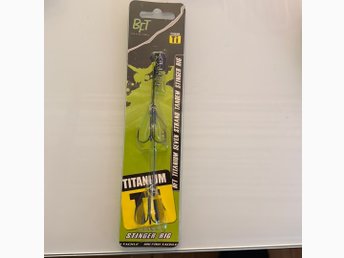 BFT
Ti
BFT TITANIUM SEVEN STRAND TANDEM STINGER RIG
TITANIUM
STINGER RIG